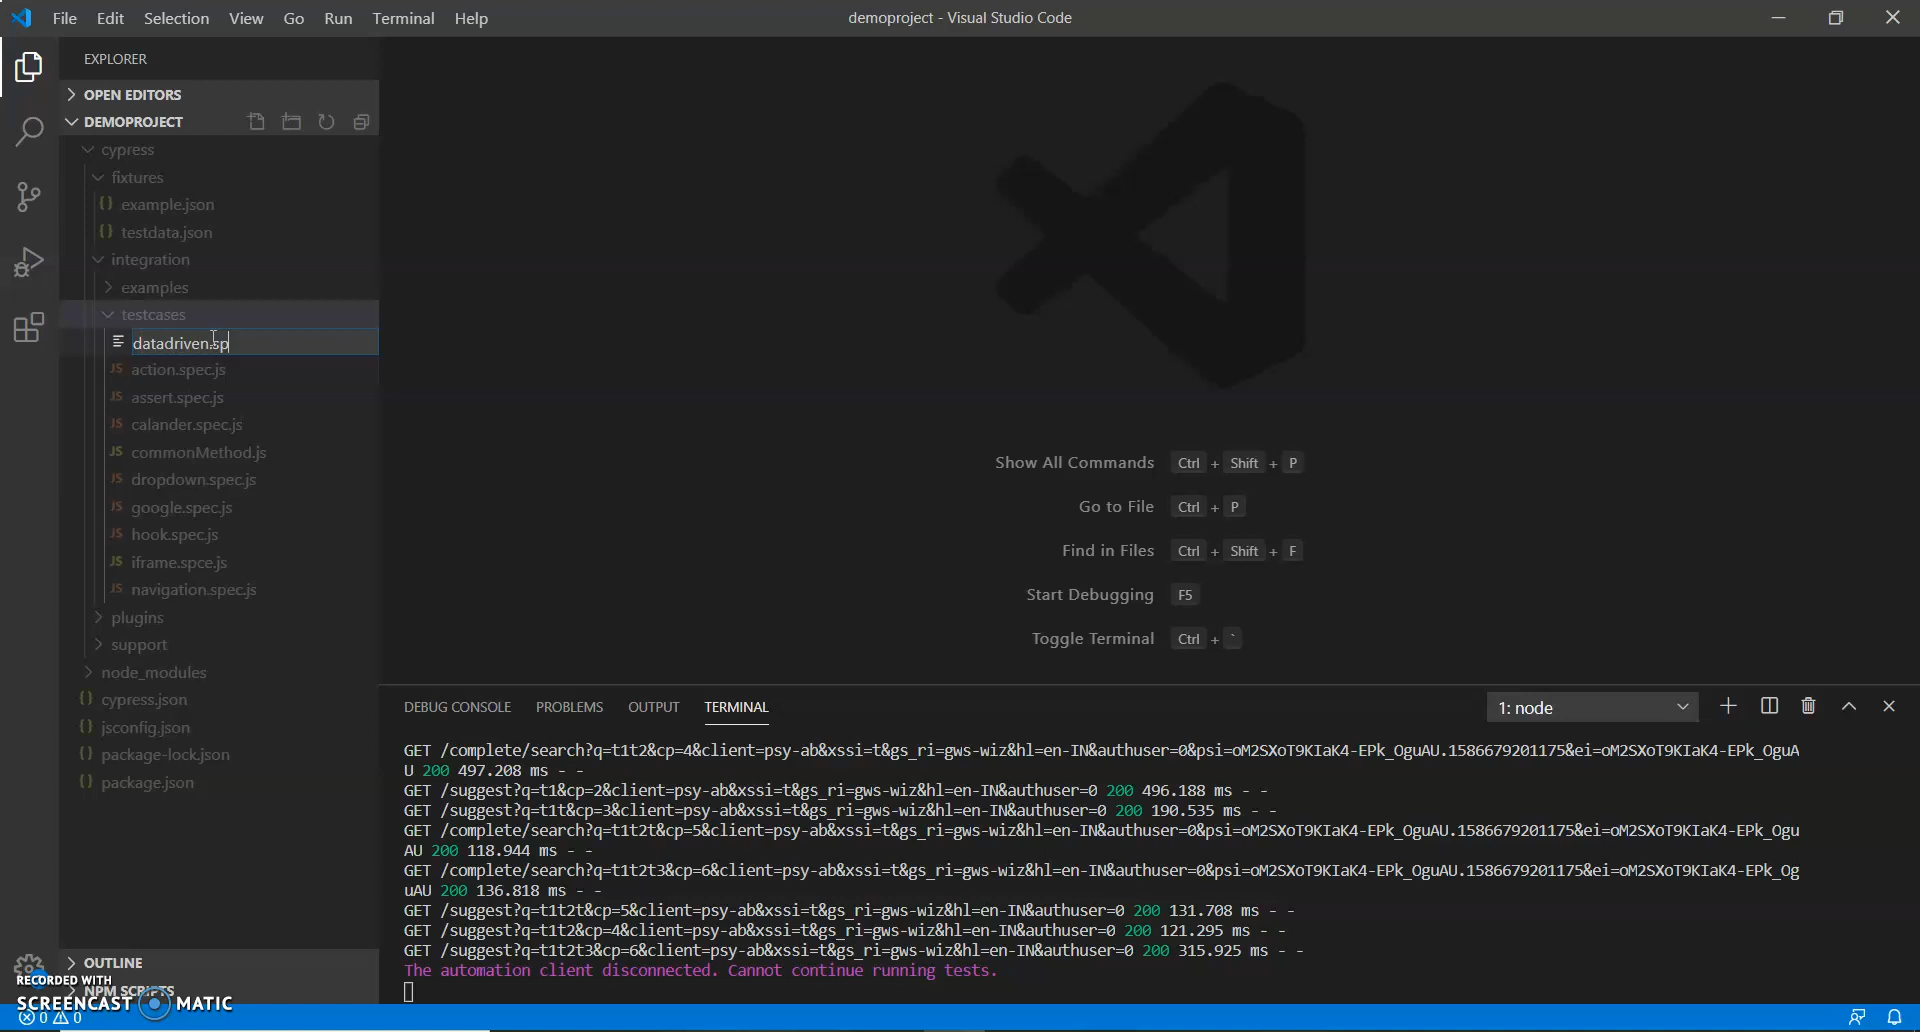 File Edit Selection View Go Run Terminal Help
demoproject - Visual Studio Code
EXPLORER
OPEN EDITORS
DEMOPROJECT
cypress
fixtures
{} example.json
{} testdata.json
integration
examples
testcases
datadriven.sp
JS action.spec.js
JS assert.spec.js
JS calander.spec.js
JS commonMethod.js
JS dropdown.spec.js
JS google.spec.js
JS hook.spec.js
JS iframe.spce.js
JS navigation.spec.js
plugins
support
node_modules
{} cypress.json
{} jsconfig.json
{} package-lock.json
{} package.json
OUTLINE
NPM SCRIPTS
RECORDED WITH
SCREENCAST MATIC
0 0
Show All Commands Ctrl + Shift + P
Go to File Ctrl + P
Find in Files Ctrl + Shift + F
Start Debugging F5
Toggle Terminal Ctrl + `
DEBUG CONSOLE PROBLEMS OUTPUT TERMINAL
1: node
GET /complete/search?q=t1t2&cp=4&client=psy-ab&xssi=t&gs_ri=gws-wiz&hl=en-IN&authuser=0&psi=oM2SXoT9KIaK4-EPk_OguAU.1586679201175&ei=oM2SXoT9KIaK4-EPk_OguA
U 200 497.208 ms - -
GET /suggest?q=t1&cp=2&client=psy-ab&xssi=t&gs_ri=gws-wiz&hl=en-IN&authuser=0 200 496.188 ms - -
GET /suggest?q=t1t&cp=3&client=psy-ab&xssi=t&gs_ri=gws-wiz&hl=en-IN&authuser=0 200 190.535 ms - -
GET /complete/search?q=t1t2t&cp=5&client=psy-ab&xssi=t&gs_ri=gws-wiz&hl=en-IN&authuser=0&psi=oM2SXoT9KIaK4-EPk_OguAU.1586679201175&ei=oM2SXoT9KIaK4-EPk_Ogu
AU 200 118.944 ms - -
GET /complete/search?q=t1t2t3&cp=6&client=psy-ab&xssi=t&gs_ri=gws-wiz&hl=en-IN&authuser=0&psi=oM2SXoT9KIaK4-EPk_OguAU.1586679201175&ei=oM2SXoT9KIaK4-EPk_Og
uAU 200 136.818 ms - -
GET /suggest?q=t1t2t&cp=5&client=psy-ab&xssi=t&gs_ri=gws-wiz&hl=en-IN&authuser=0 200 131.708 ms - -
GET /suggest?q=t1t2&cp=4&client=psy-ab&xssi=t&gs_ri=gws-wiz&hl=en-IN&authuser=0 200 121.295 ms - -
GET /suggest?q=t1t2t3&cp=6&client=psy-ab&xssi=t&gs_ri=gws-wiz&hl=en-IN&authuser=0 200 315.925 ms - -
The automation client disconnected. Cannot continue running tests.